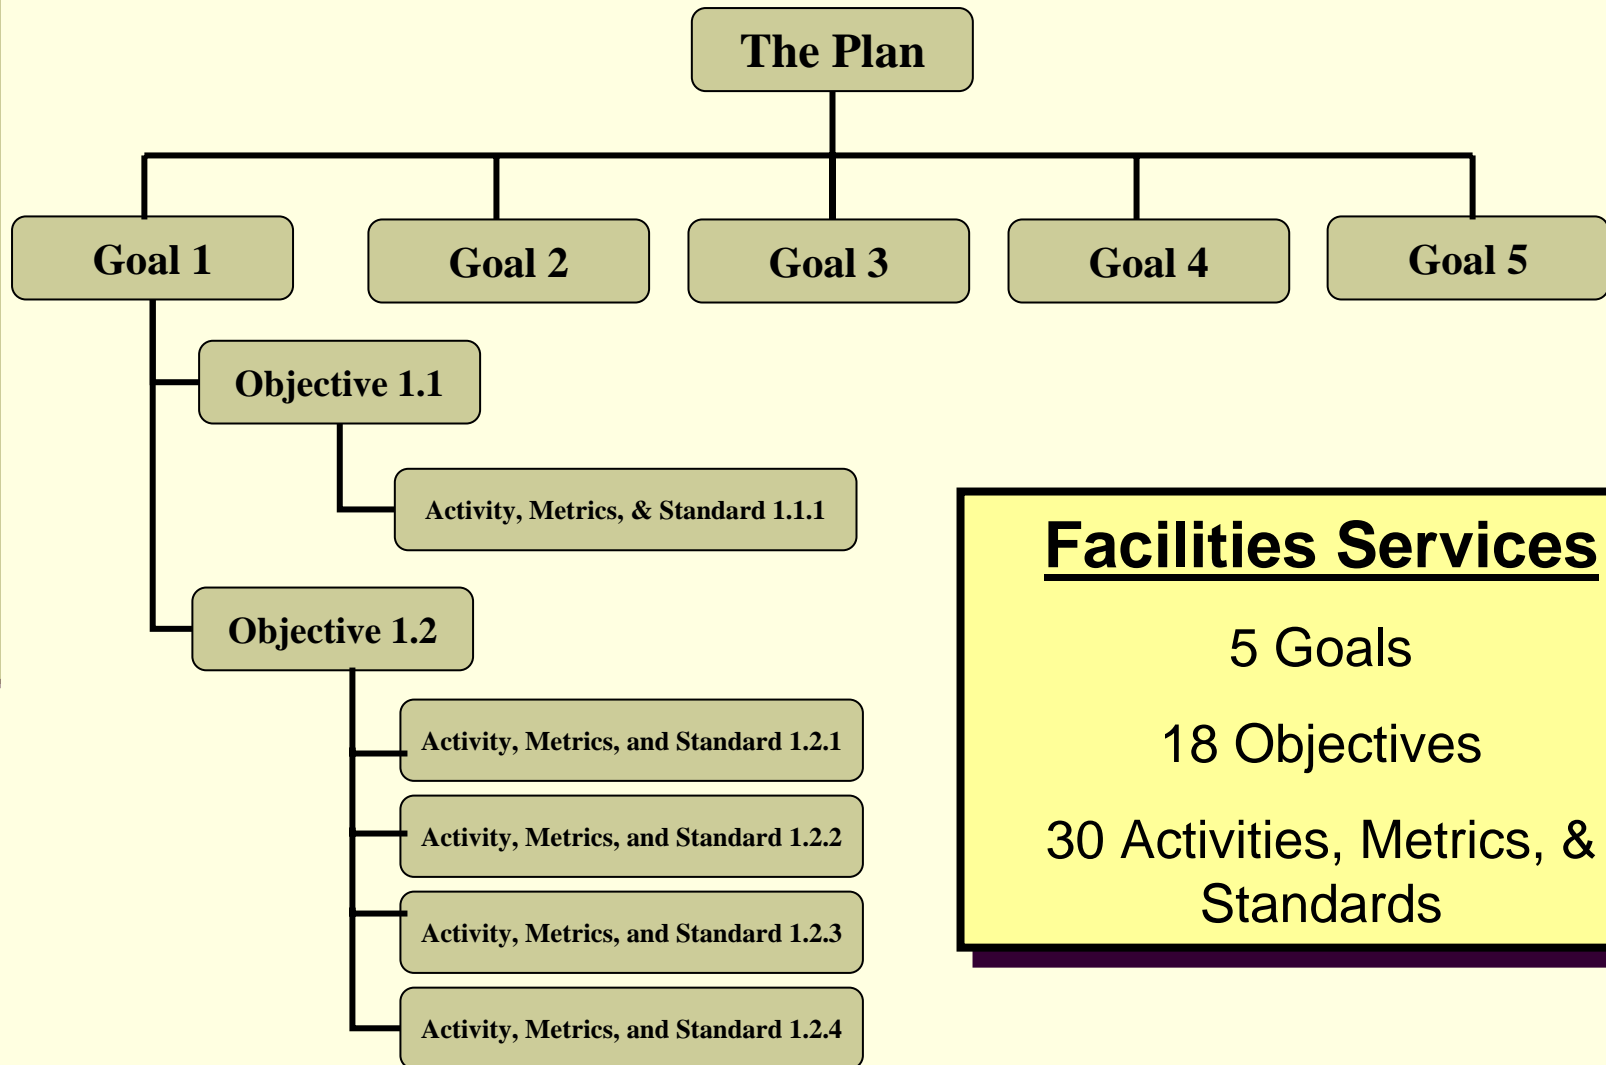 The Plan
Goal 1
Goal 2
Goal 3
Goal 4
Goal 5
Objective 1.1
Activity, Metrics, & Standard 1.1.1
Objective 1.2
Activity, Metrics, and Standard 1.2.1
Activity, Metrics, and Standard 1.2.2
Activity, Metrics, and Standard 1.2.3
Activity, Metrics, and Standard 1.2.4
Facilities Services
5 Goals
18 Objectives
30 Activities, Metrics, &
Standards